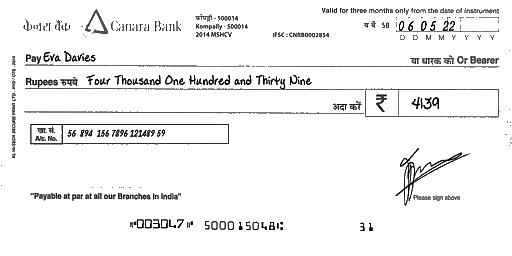 केनरा बैंक Canara Bank
कोंपल्ली - 500014
Kompally - 500014
2014 MSHCV
IFSC : CNRB0002854
Valid for three months only from the date of instrument
SB 06 05 22
D D M M Y Y Y Y
Pay Eva Davies या धारक को Or Bearer
Rupees रुपये Four Thousand One Hundred and Thirty Nine
अदा करें ₹ 4139
खा. सं.
A/c. No. 56 894 156 7896 121489 59
Please sign above
"Payable at par at all our Branches in India"
⑈003047⑈ 500015048⑆ 31